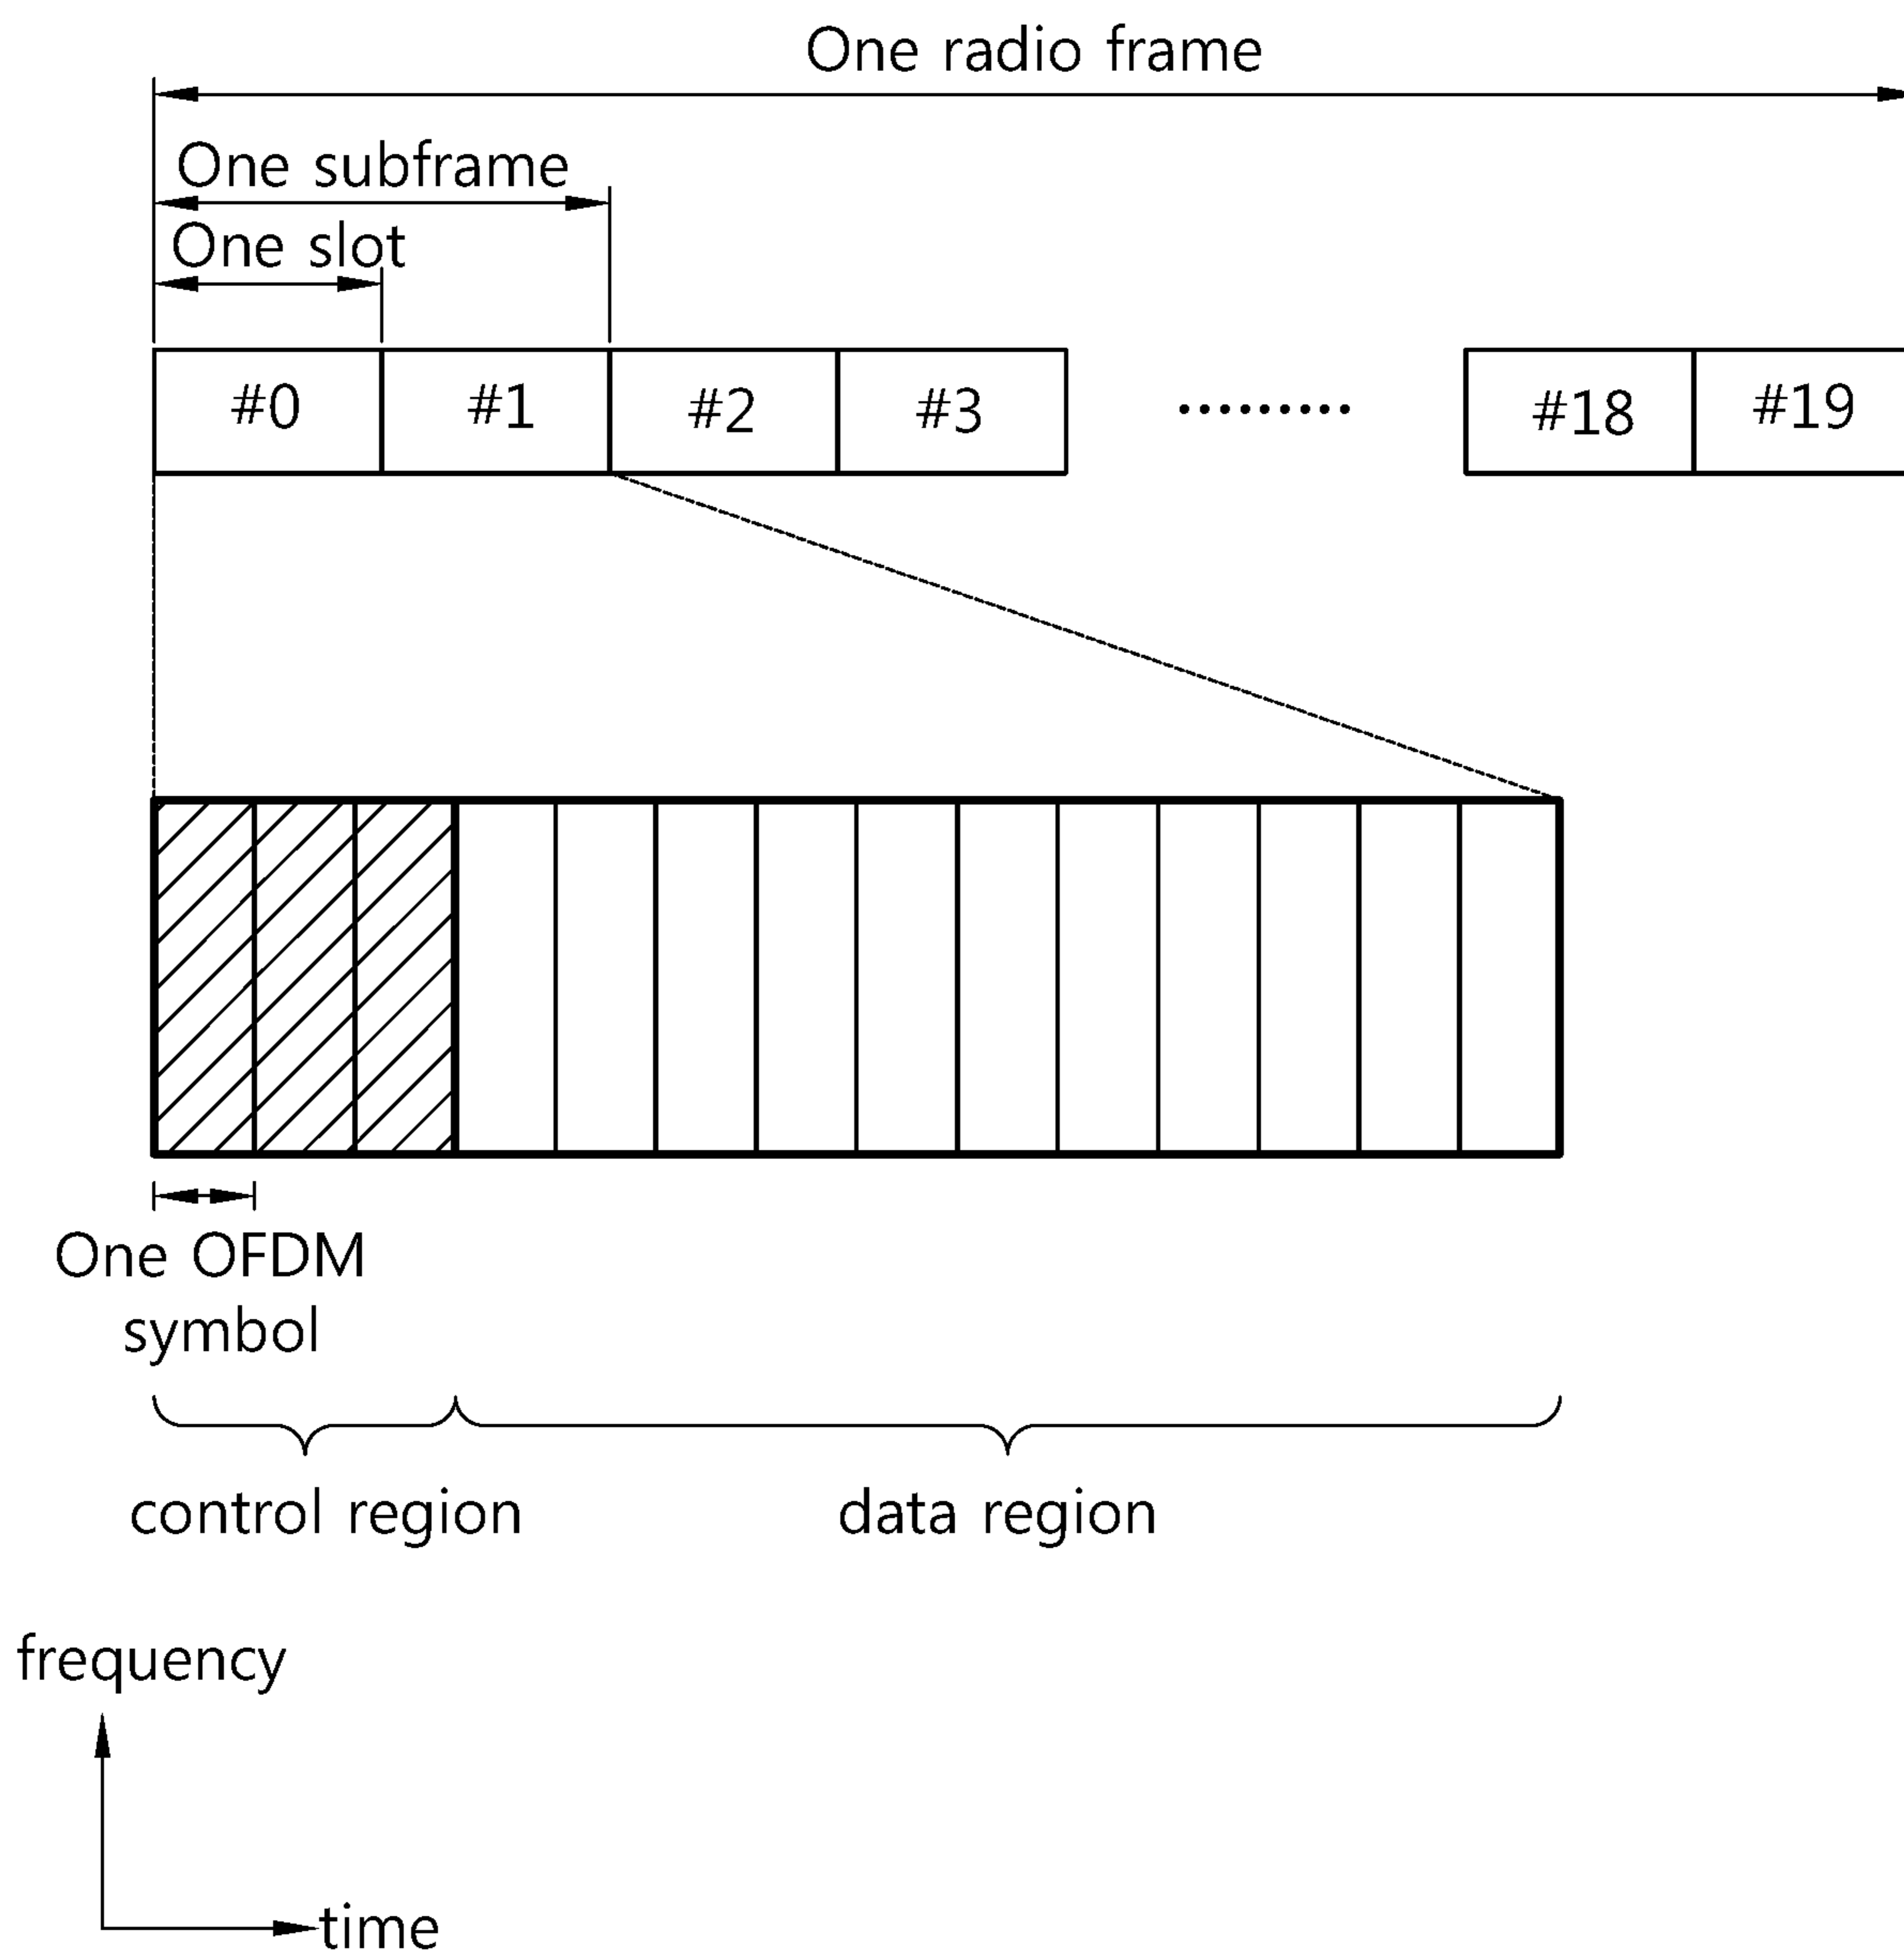 One radio frame
One subframe
One slot
#0 #1 #2 #3 ......... #18 #19
One OFDM
symbol
control region data region
frequency
time